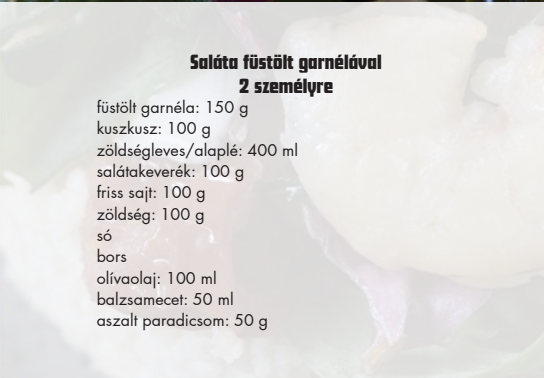 Saláta füstölt garnélával
2 személyre
füstölt garnéla: 150 g
kuszkusz: 100 g
zöldségleves/alaplé: 400 ml
salátakeverék: 100 g
friss sajt: 100 g
zöldség: 100 g
só
bors
olívaolaj: 100 ml
balzsamecet: 50 ml
aszalt paradicsom: 50 g